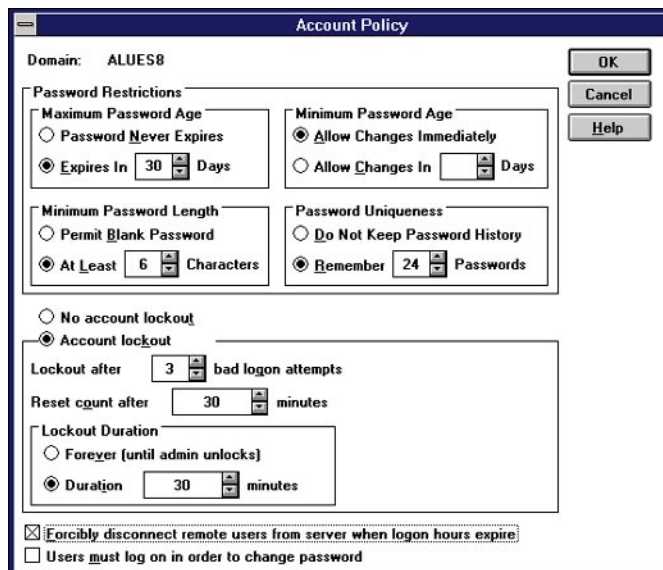 Account Policy
Domain: ALUES8
OK
Cancel
Help
Password Restrictions
Maximum Password Age
Password Never Expires
Expires In 30 Days
Minimum Password Age
Allow Changes Immediately
Allow Changes In Days
Minimum Password Length
Permit Blank Password
At Least 6 Characters
Password Uniqueness
Do Not Keep Password History
Remember 24 Passwords
No account lockout
Account lockout
Lockout after 3 bad logon attempts
Reset count after 30 minutes
Lockout Duration
Forever (until admin unlocks)
Duration 30 minutes
Forcibly disconnect remote users from server when logon hours expire
Users must log on in order to change password